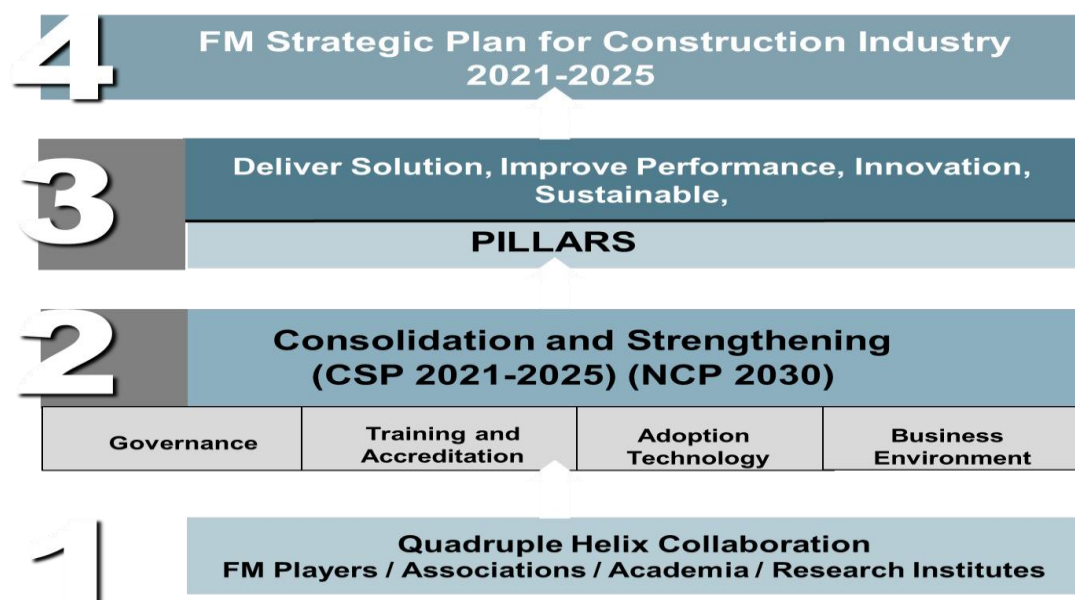 4
FM Strategic Plan for Construction Industry
2021-2025
3
Deliver Solution, Improve Performance, Innovation,
Sustainable,
PILLARS
2
Consolidation and Strengthening
(CSP 2021-2025) (NCP 2030)
Governance
Training and
Accreditation
Adoption
Technology
Business
Environment
1
Quadruple Helix Collaboration
FM Players / Associations / Academia / Research Institutes